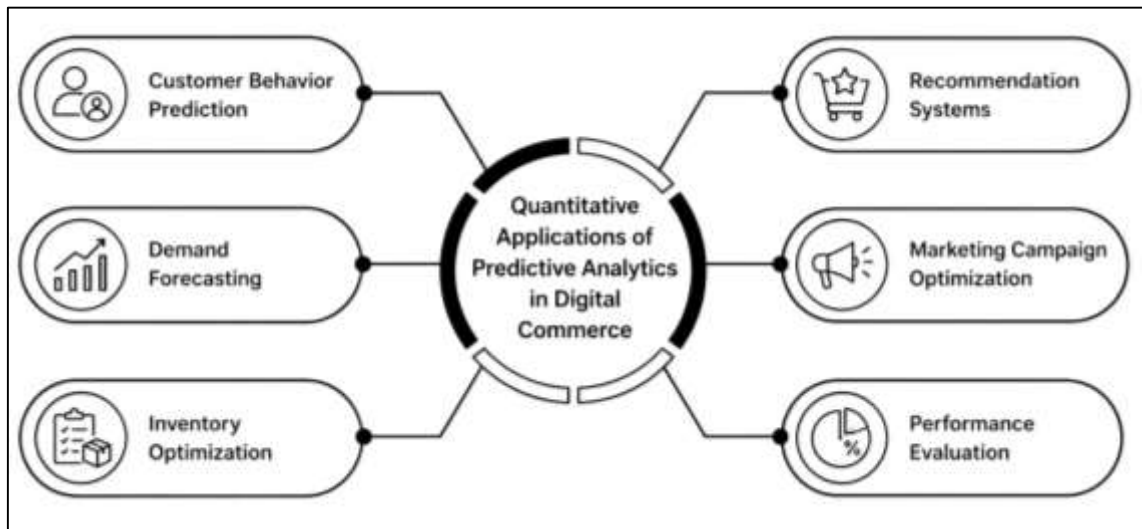 Customer Behavior
Prediction
Demand
Forecasting
Inventory
Optimization
Quantitative
Applications of
Predictive Analytics
in Digital
Commerce
Recommendation
Systems
Marketing Campaign
Optimization
%
Performance
Evaluation